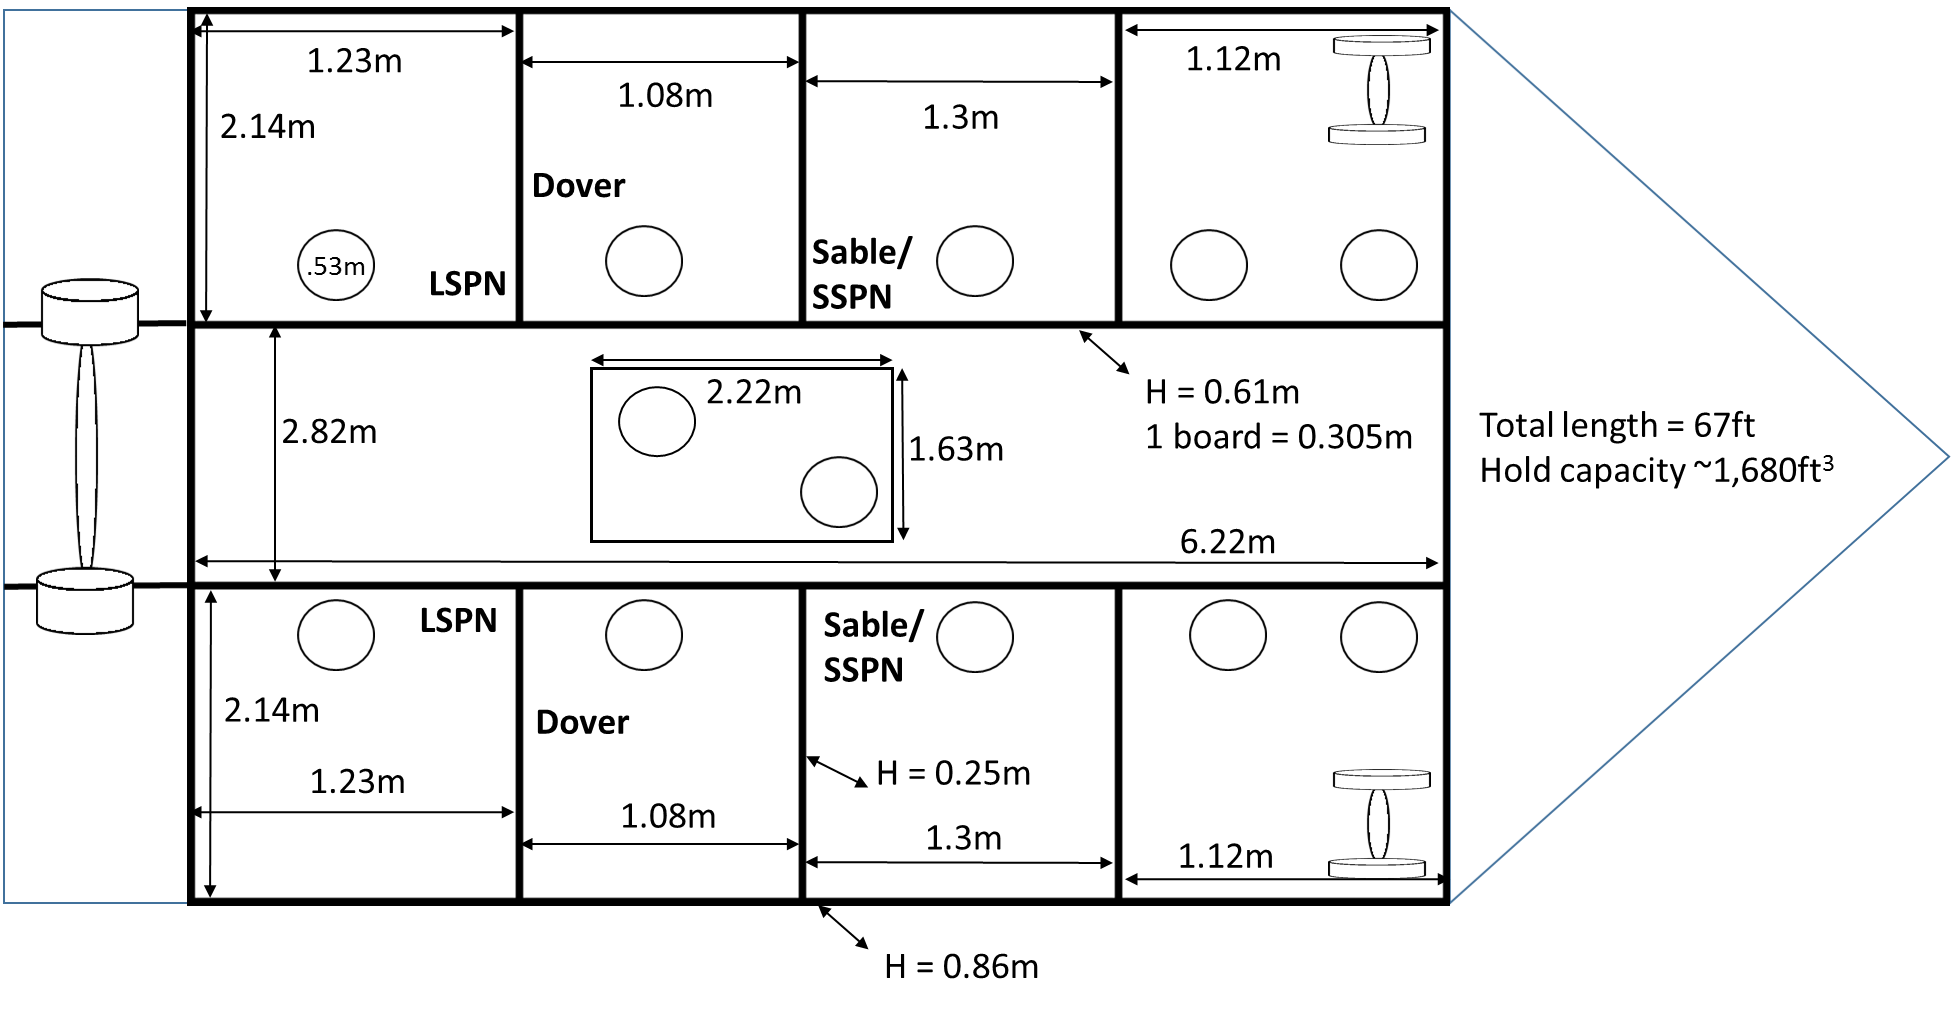 1.23m
1.08m
1.3m
1.12m
2.14m
Dover
.53m
LSPN
Sable/
SSPN
2.22m
2.82m
1.63m
H = 0.61m
1 board = 0.305m
6.22m
Total length = 67ft
Hold capacity ~1,680ft³
LSPN
Sable/
SSPN
2.14m
Dover
1.23m
1.08m
H = 0.25m
1.3m
1.12m
H = 0.86m